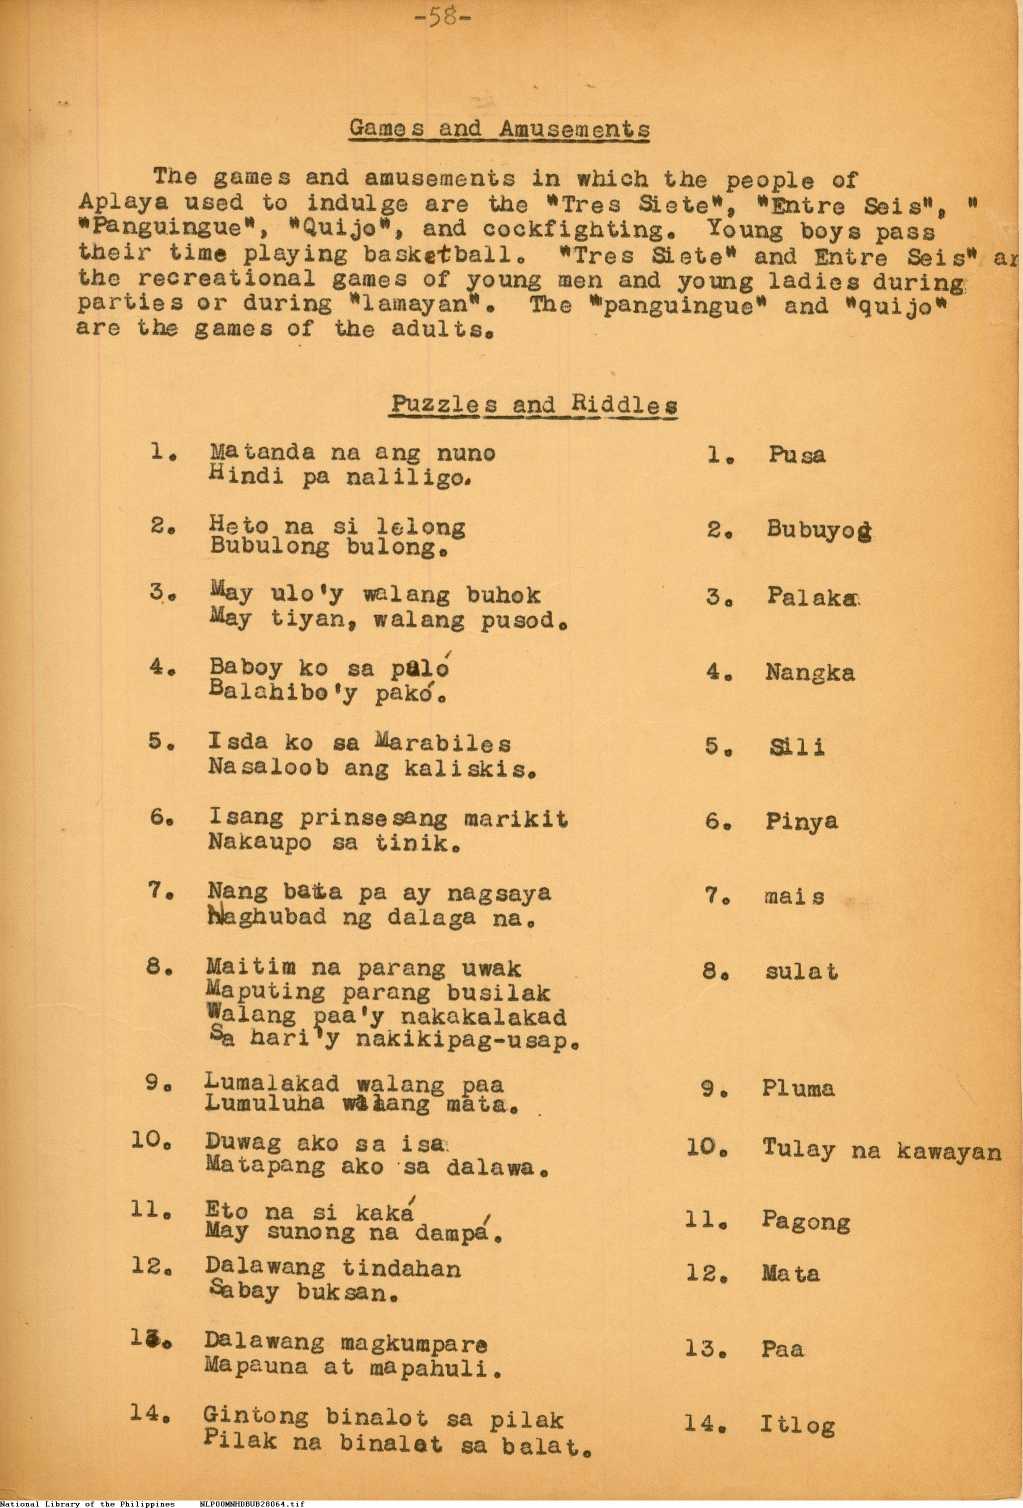 -58-
Games and Amusements
The games and amusements in which the people of
Aplaya used to indulge are the "Tres Siete", "Entre Seis", "
"Panguingue", "Quijo", and cockfighting. Young boys pass
their time playing basketball. "Tres Siete" and Entre Seis" ar
the recreational games of young men and young ladies during
parties or during "lamayan". The "panguingue" and "quijo"
are the games of the adults.
Puzzles and Riddles
1. Matanda na ang nuno 1. Pusa
Hindi pa naliligo.
2. Heto na si lelong 2. Bubuyog
Bubulong bulong.
3. May ulo'y walang buhok 3. Palaka
May tiyan, walang pusod.
4. Baboy ko sa puló 4. Nangka
Balahibo'y pakó.
5. Isda ko sa Marabiles 5. Sili
Nasaloob ang kaliskis.
6. Isang prinsesang marikit 6. Pinya
Nakaupo sa tinik.
7. Nang bata pa ay nagsaya 7. mais
Naghubad ng dalaga na.
8. Maitim na parang uwak 8. sulat
Maputing parang busilak
Walang paa'y nakakalakad
Sa hari'y nakikipag-usap.
9. Lumalakad walang paa 9. Pluma
Lumuluha walang mata.
10. Duwag ako sa isa 10. Tulay na kawayan
Matapang ako sa dalawa.
11. Eto na si kaká 11. Pagong
May sunong na dampá.
12. Dalawang tindahan 12. Mata
Sabay buksan.
13. Dalawang magkumpare 13. Paa
Mapauna at mapahuli.
14. Gintong binalot sa pilak 14. Itlog
Pilak na binalot sa balat.
National Library of the Philippines NLP00MNHDBUB28064.tif